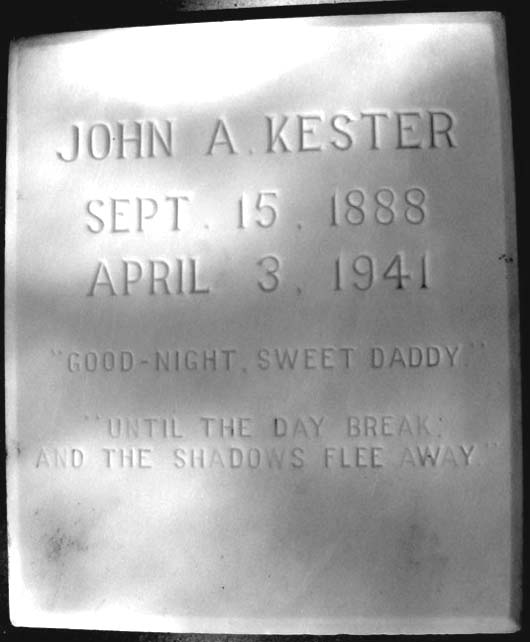 JOHN A. KESTER
SEPT. 15, 1888
APRIL 3, 1941
"GOOD-NIGHT, SWEET DADDY."
"UNTIL THE DAY BREAK,
AND THE SHADOWS FLEE AWAY."